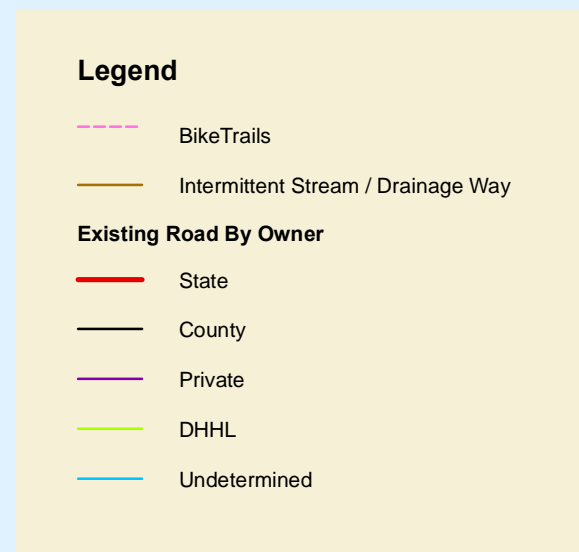 Legend
BikeTrails
Intermittent Stream / Drainage Way
Existing Road By Owner
State
County
Private
DHHL
Undetermined